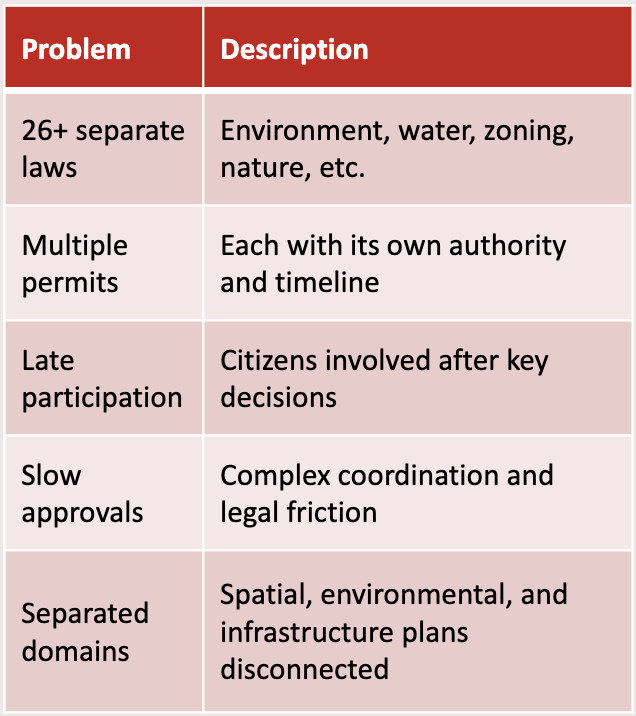 Problem
Description
26+ separate
laws
Environment, water, zoning,
nature, etc.
Multiple
permits
Each with its own authority
and timeline
Late
participation
Citizens involved after key
decisions
Slow
approvals
Complex coordination and
legal friction
Separated
domains
Spatial, environmental, and
infrastructure plans
disconnected